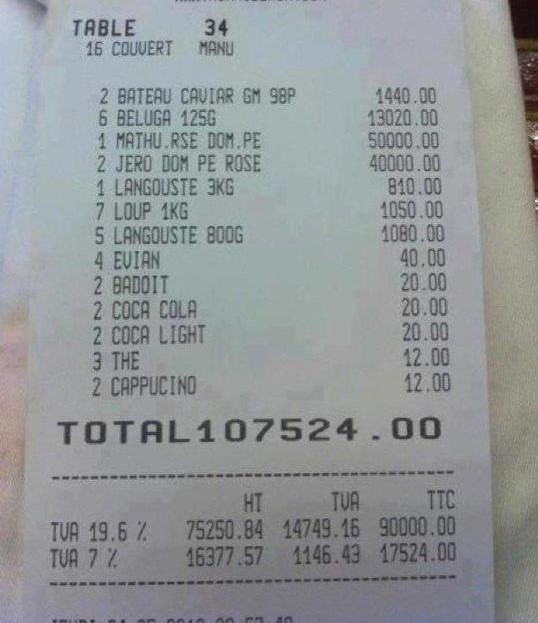 TABLE 34
16 COUVERT MANU
2 BATEAU CAVIAR GM 98P 1440.00
6 BELUGA 125G 13020.00
1 MATHU.RSE DOM.PE 50000.00
2 JERO DOM PE ROSE 40000.00
1 LANGOUSTE 3KG 810.00
7 LOUP 1KG 1050.00
5 LANGOUSTE 800G 1080.00
4 EVIAN 40.00
2 BADOIT 20.00
2 COCA COLA 20.00
2 COCA LIGHT 20.00
3 THE 12.00
2 CAPPUCINO 12.00
TOTAL107524.00
HT TVA TTC
TVA 19.6 % 75250.84 14749.16 90000.00
TVA 7 % 16377.57 1146.43 17524.00